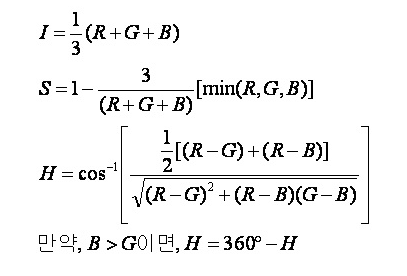 I = 1/3 (R+G+B)
S = 1 − 3/(R+G+B) [min(R,G,B)]
H = cos⁻¹[ 1/2[(R−G)+(R−B)] / √((R−G)²+(R−B)(G−B)) ]
만약, B > G이면, H = 360° − H